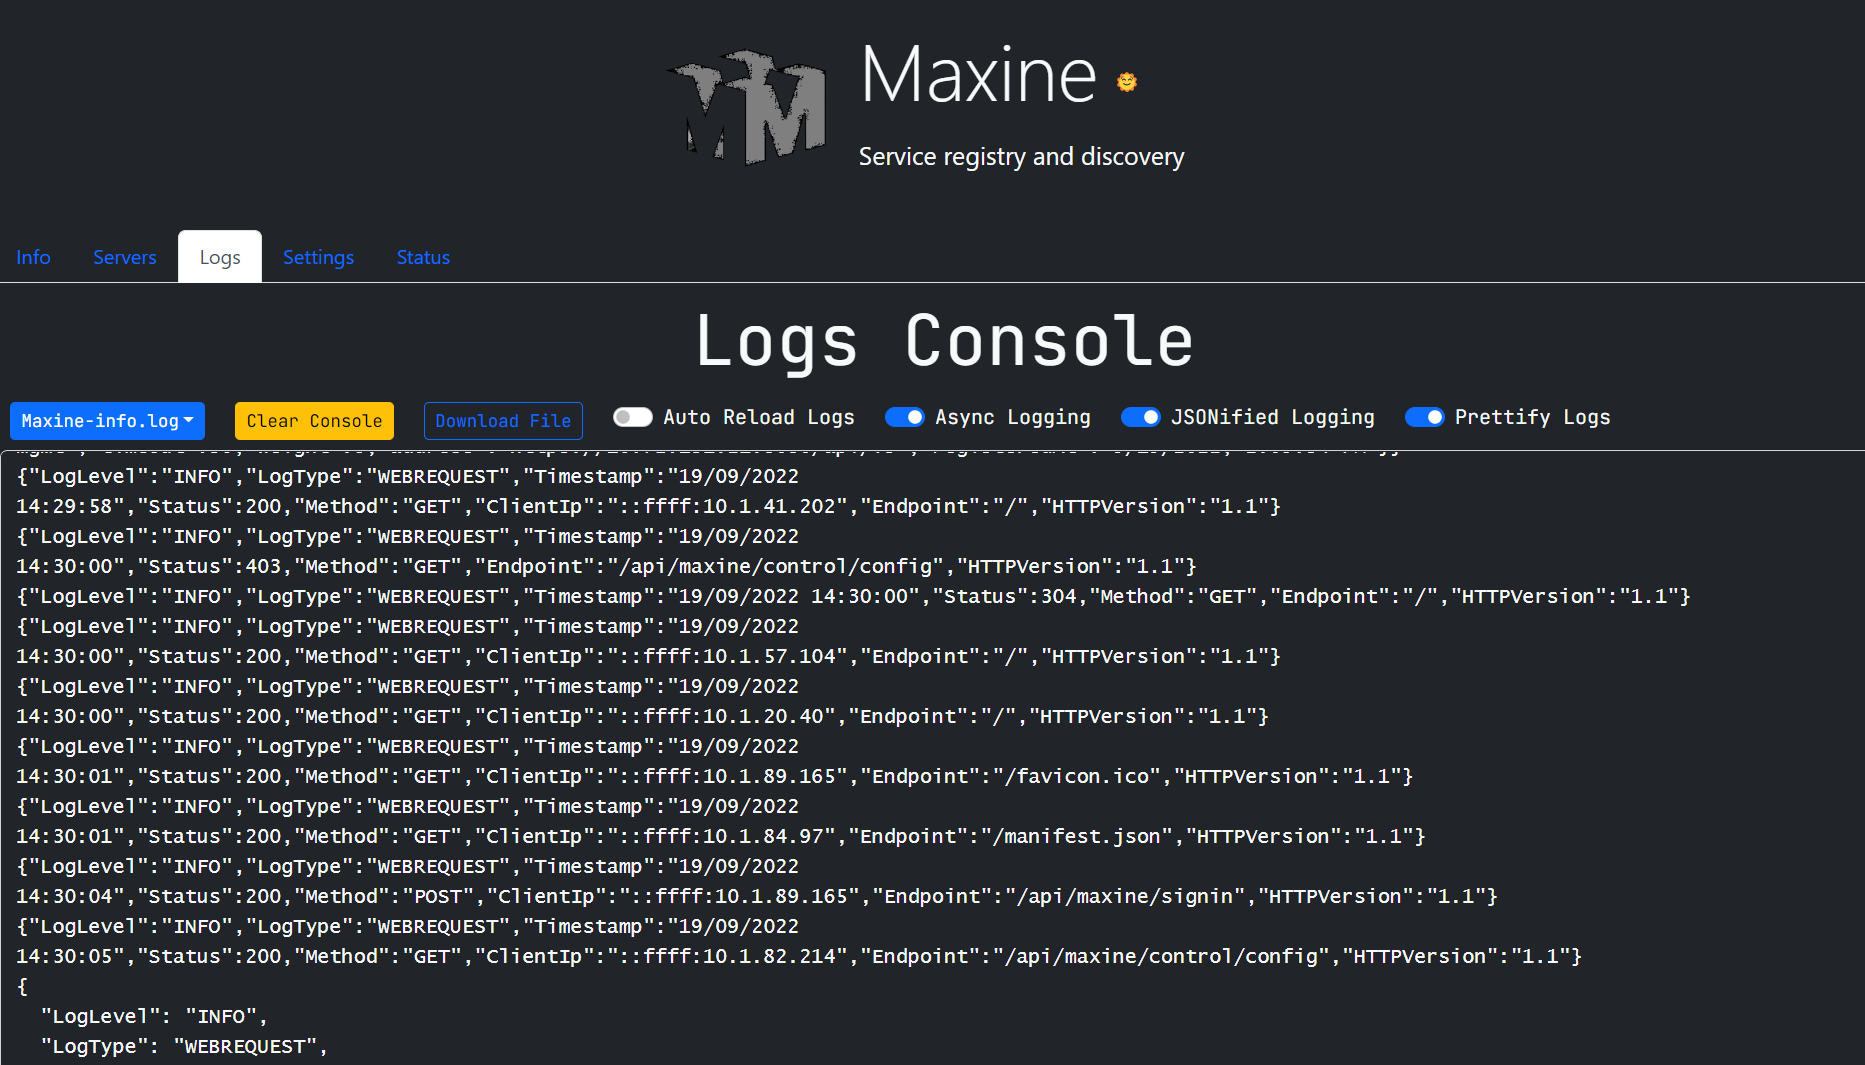 Maxine
Service registry and discovery
Info Servers Logs Settings Status
Logs Console
Maxine-info.log Clear Console Download File Auto Reload Logs Async Logging JSONified Logging Prettify Logs
{"LogLevel":"INFO","LogType":"WEBREQUEST","Timestamp":"19/09/2022
14:29:58","Status":200,"Method":"GET","ClientIp":"::ffff:10.1.41.202","Endpoint":"/","HTTPVersion":"1.1"}
{"LogLevel":"INFO","LogType":"WEBREQUEST","Timestamp":"19/09/2022
14:30:00","Status":403,"Method":"GET","Endpoint":"/api/maxine/control/config","HTTPVersion":"1.1"}
{"LogLevel":"INFO","LogType":"WEBREQUEST","Timestamp":"19/09/2022 14:30:00","Status":304,"Method":"GET","Endpoint":"/","HTTPVersion":"1.1"}
{"LogLevel":"INFO","LogType":"WEBREQUEST","Timestamp":"19/09/2022
14:30:00","Status":200,"Method":"GET","ClientIp":"::ffff:10.1.57.104","Endpoint":"/","HTTPVersion":"1.1"}
{"LogLevel":"INFO","LogType":"WEBREQUEST","Timestamp":"19/09/2022
14:30:00","Status":200,"Method":"GET","ClientIp":"::ffff:10.1.20.40","Endpoint":"/","HTTPVersion":"1.1"}
{"LogLevel":"INFO","LogType":"WEBREQUEST","Timestamp":"19/09/2022
14:30:01","Status":200,"Method":"GET","ClientIp":"::ffff:10.1.89.165","Endpoint":"/favicon.ico","HTTPVersion":"1.1"}
{"LogLevel":"INFO","LogType":"WEBREQUEST","Timestamp":"19/09/2022
14:30:01","Status":200,"Method":"GET","ClientIp":"::ffff:10.1.84.97","Endpoint":"/manifest.json","HTTPVersion":"1.1"}
{"LogLevel":"INFO","LogType":"WEBREQUEST","Timestamp":"19/09/2022
14:30:04","Status":200,"Method":"POST","ClientIp":"::ffff:10.1.89.165","Endpoint":"/api/maxine/signin","HTTPVersion":"1.1"}
{"LogLevel":"INFO","LogType":"WEBREQUEST","Timestamp":"19/09/2022
14:30:05","Status":200,"Method":"GET","ClientIp":"::ffff:10.1.82.214","Endpoint":"/api/maxine/control/config","HTTPVersion":"1.1"}
{
"LogLevel": "INFO",
"LogType": "WEBREQUEST",